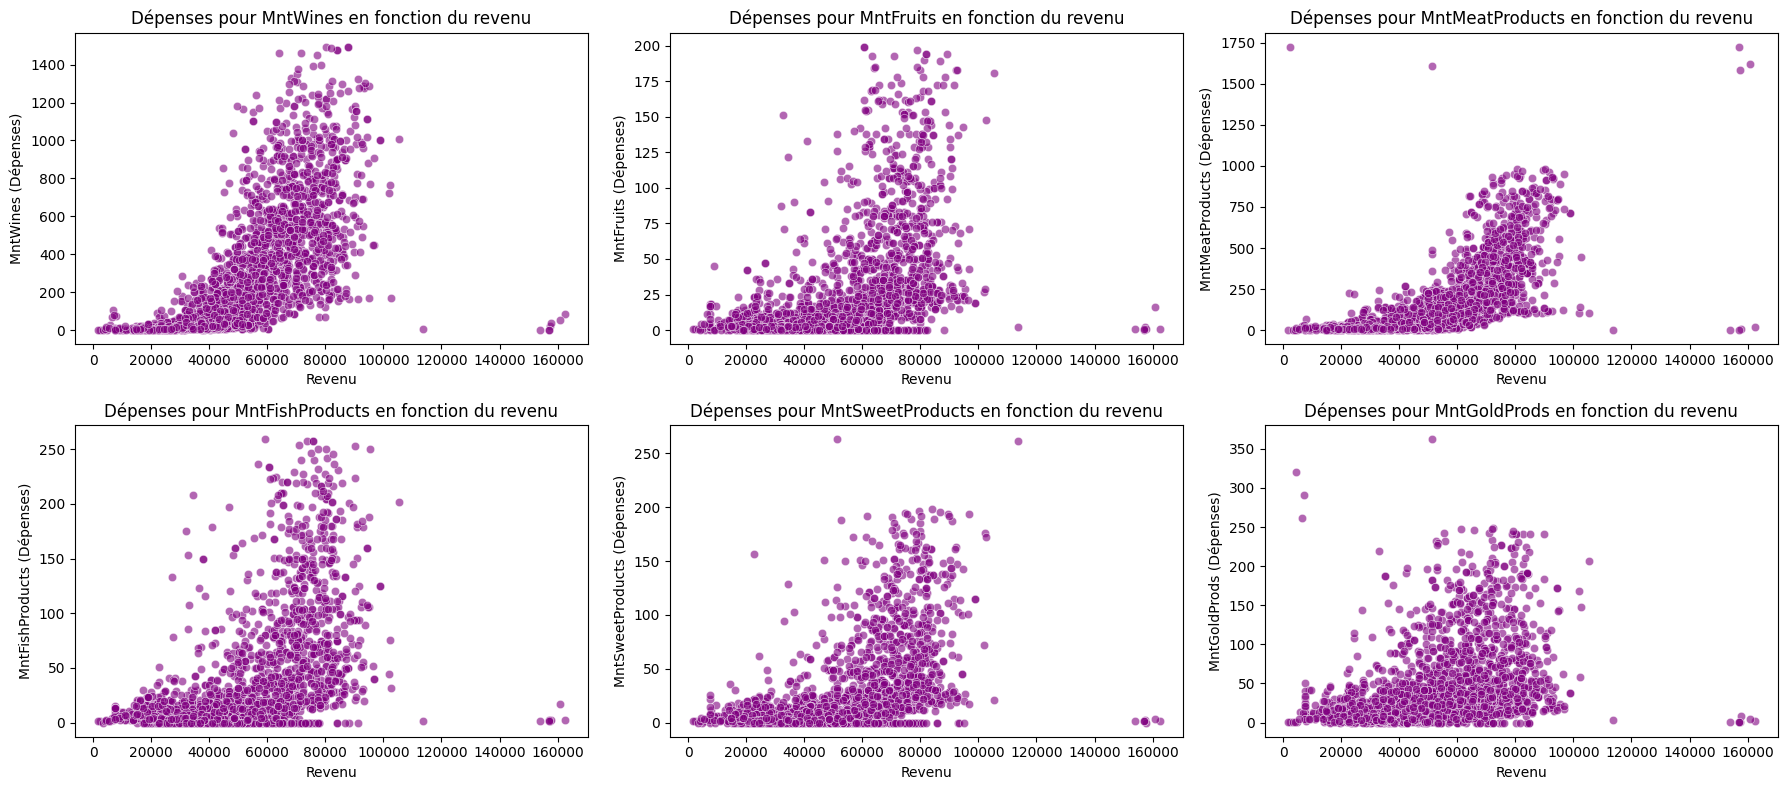 Dépenses pour MntWines en fonction du revenu
MntWines (Dépenses)
1400
1200
1000
800
600
400
200
0
0 20000 40000 60000 80000 100000 120000 140000 160000
Revenu
Dépenses pour MntFruits en fonction du revenu
MntFruits (Dépenses)
200
175
150
125
100
75
50
25
0
0 20000 40000 60000 80000 100000 120000 140000 160000
Revenu
Dépenses pour MntMeatProducts en fonction du revenu
MntMeatProducts (Dépenses)
1750
1500
1250
1000
750
500
250
0
0 20000 40000 60000 80000 100000 120000 140000 160000
Revenu
Dépenses pour MntFishProducts en fonction du revenu
MntFishProducts (Dépenses)
250
200
150
100
50
0
0 20000 40000 60000 80000 100000 120000 140000 160000
Revenu
Dépenses pour MntSweetProducts en fonction du revenu
MntSweetProducts (Dépenses)
250
200
150
100
50
0
0 20000 40000 60000 80000 100000 120000 140000 160000
Revenu
Dépenses pour MntGoldProds en fonction du revenu
MntGoldProds (Dépenses)
350
300
250
200
150
100
50
0
0 20000 40000 60000 80000 100000 120000 140000 160000
Revenu